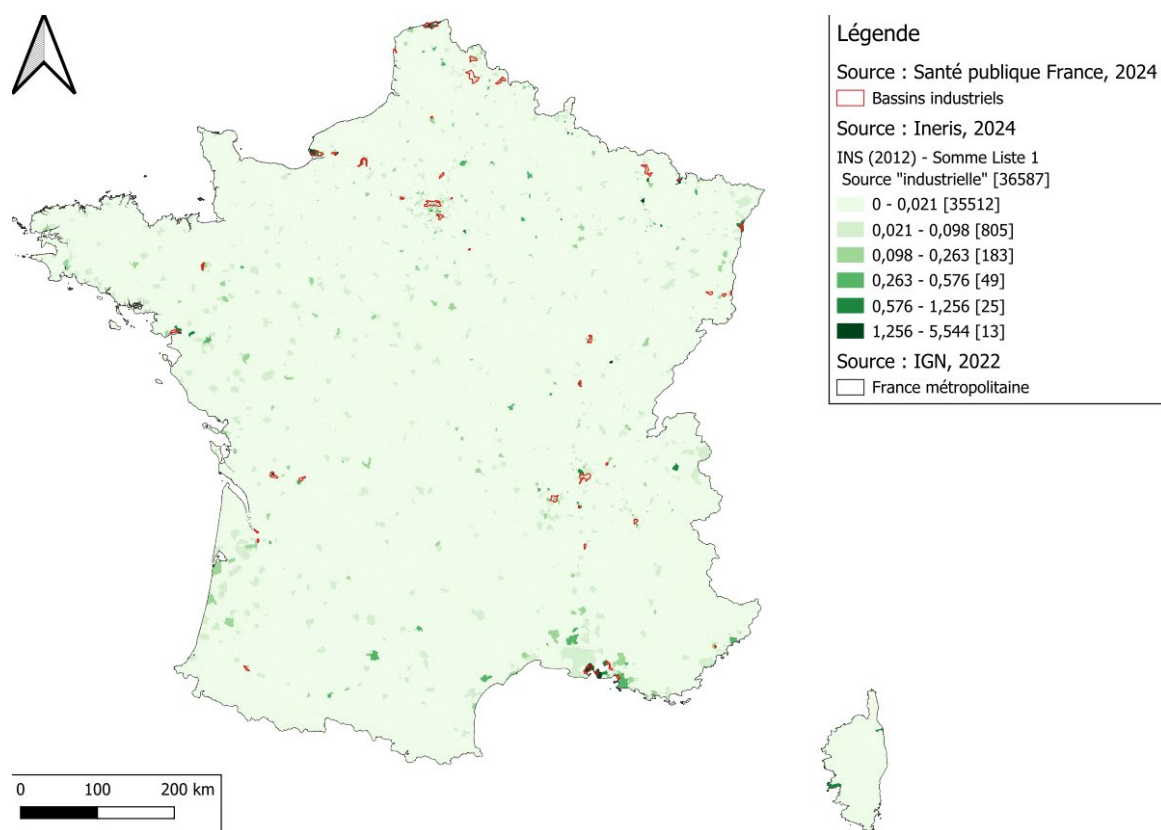 Légende
Source : Santé publique France, 2024
Bassins industriels
Source : Ineris, 2024
INS (2012) - Somme Liste 1
Source "industrielle" [36587]
0 - 0,021 [35512]
0,021 - 0,098 [805]
0,098 - 0,263 [183]
0,263 - 0,576 [49]
0,576 - 1,256 [25]
1,256 - 5,544 [13]
Source : IGN, 2022
France métropolitaine
0 100 200 km